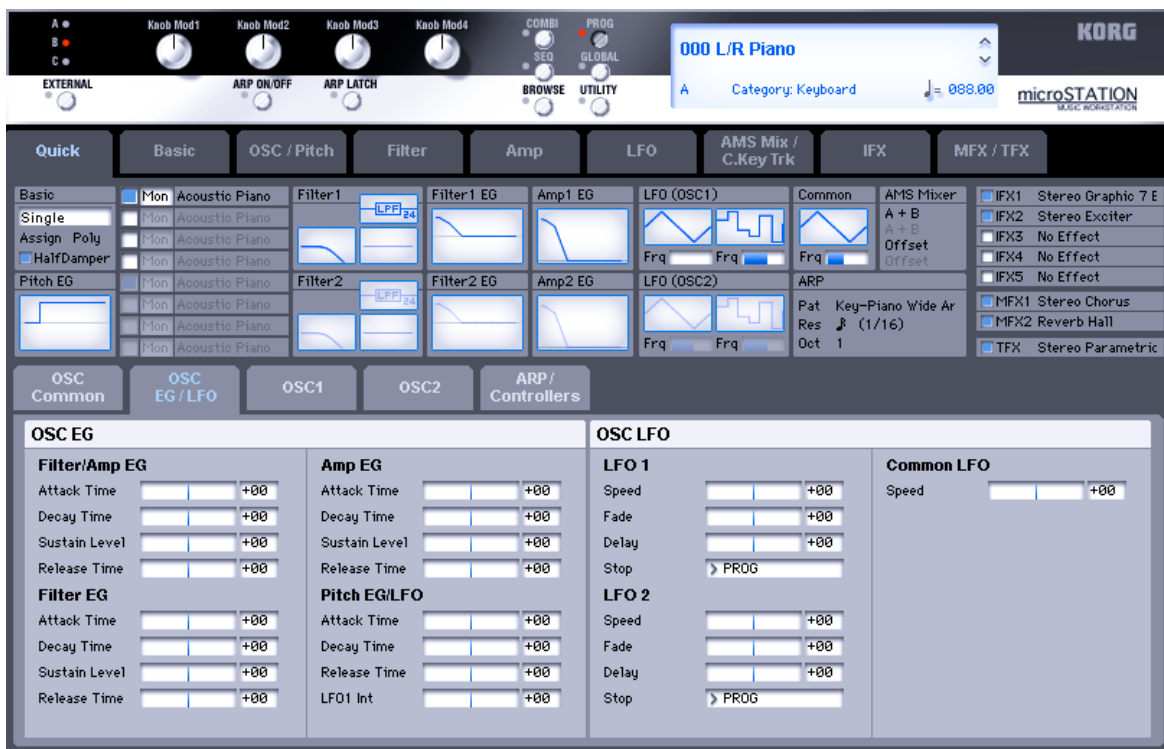 A
B
C
EXTERNAL
Knob Mod1 Knob Mod2 Knob Mod3 Knob Mod4
ARP ON/OFF ARP LATCH
COMBI PROG
SEQ GLOBAL
BROWSE UTILITY
000 L/R Piano
A Category: Keyboard ♩= 088.00
KORG
microSTATION
MUSIC WORKSTATION
Quick Basic OSC / Pitch Filter Amp LFO AMS Mix / C.Key Trk IFX MFX / TFX
Basic
Single
Assign Poly
HalfDamper
Pitch EG
Mon Acoustic Piano
Mon Acoustic Piano
Mon Acoustic Piano
Mon Acoustic Piano
Mon Acoustic Piano
Mon Acoustic Piano
Mon Acoustic Piano
Mon Acoustic Piano
Filter1
LPF 24
Filter2
LPF 24
Filter1 EG
Filter2 EG
Amp1 EG
Amp2 EG
LFO (OSC1)
Frq Frq
LFO (OSC2)
Frq Frq
Common
Frq
AMS Mixer
A + B
A + B
Offset
Offset
ARP
Pat Key-Piano Wide Ar
Res (1/16)
Oct 1
IFX1 Stereo Graphic 7 E
IFX2 Stereo Exciter
IFX3 No Effect
IFX4 No Effect
IFX5 No Effect
MFX1 Stereo Chorus
MFX2 Reverb Hall
TFX Stereo Parametric
OSC Common
OSC EG/LFO
OSC1
OSC2
ARP/ Controllers
OSC EG
Filter/Amp EG
Attack Time +00
Decay Time +00
Sustain Level +00
Release Time +00
Filter EG
Attack Time +00
Decay Time +00
Sustain Level +00
Release Time +00
Amp EG
Attack Time +00
Decay Time +00
Sustain Level +00
Release Time +00
Pitch EG/LFO
Attack Time +00
Decay Time +00
Release Time +00
LFO1 Int +00
OSC LFO
LFO 1
Speed +00
Fade +00
Delay +00
Stop > PROG
LFO 2
Speed +00
Fade +00
Delay +00
Stop > PROG
Common LFO
Speed +00